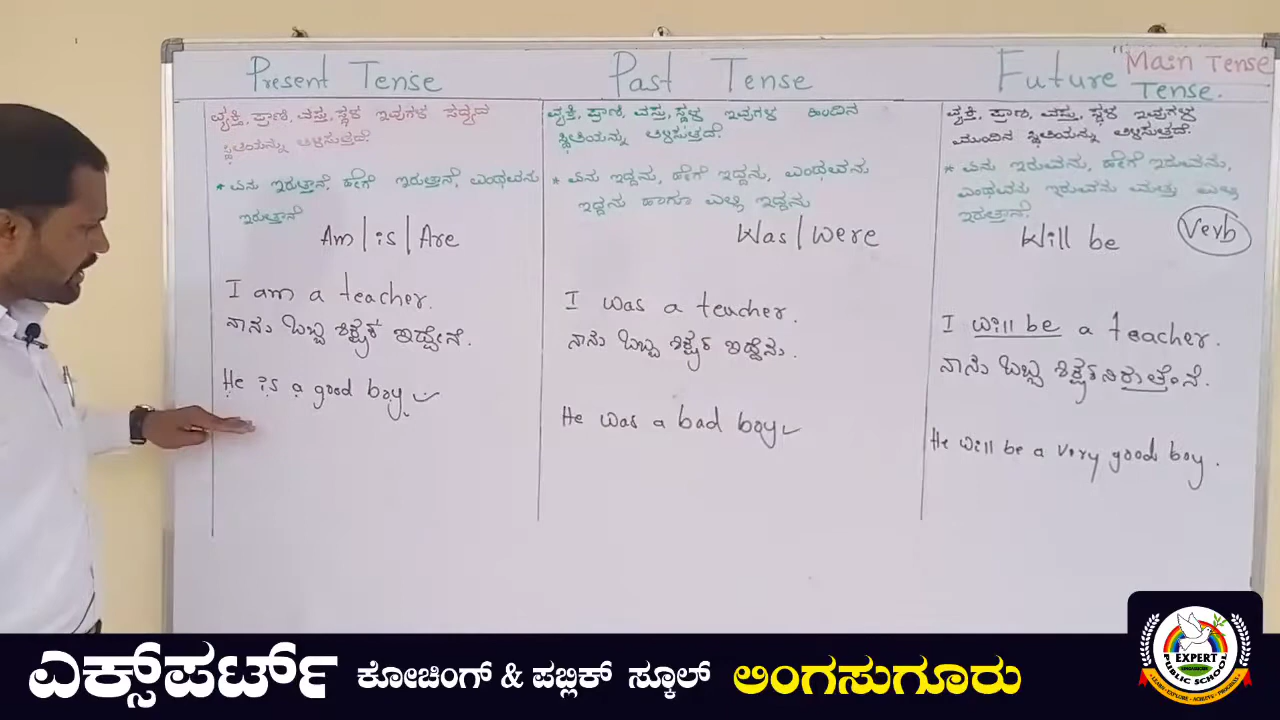 "Main Tense
Present Tense
ವ್ಯಕ್ತಿ, ಪ್ರಾಣಿ, ವಸ್ತು, ಸ್ಥಳ ಇವುಗಳ ಸದ್ಯದ
ಸ್ಥಿತಿಯನ್ನು ತಿಳಿಸುತ್ತದೆ.
* ಏನು ಇರುತ್ತಾನೆ, ಹೇಗೆ ಇರುತ್ತಾನೆ, ಎಂಥವನು
ಇರುತ್ತಾನೆ
Am|is|Are
I am a teacher.
ನಾನು ಒಬ್ಬ ಶಿಕ್ಷಕ ಇದ್ದೇನೆ.
He is a good boy
Past Tense
ವ್ಯಕ್ತಿ, ಪ್ರಾಣಿ, ವಸ್ತು, ಸ್ಥಳ ಇವುಗಳ ಹಿಂದಿನ
ಸ್ಥಿತಿಯನ್ನು ತಿಳಿಸುತ್ತದೆ.
* ಏನು ಇದ್ದನು, ಹೇಗೆ ಇದ್ದನು, ಎಂಥವನು
ಇದ್ದನು ಹಾಗೂ ಎಲ್ಲಿ ಇದ್ದನು
Was|Were
I was a teacher.
ನಾನು ಒಬ್ಬ ಶಿಕ್ಷಕ ಇದ್ದೆನು.
He was a bad boy
Future Tense.
ವ್ಯಕ್ತಿ, ಪ್ರಾಣಿ, ವಸ್ತು, ಸ್ಥಳ ಇವುಗಳ
ಮುಂದಿನ ಸ್ಥಿತಿಯನ್ನು ತಿಳಿಸುತ್ತದೆ.
* ಏನು ಇರುವನು, ಹೇಗೆ ಇರುವನು,
ಎಂಥವನು ಇರುವನು ಮತ್ತು ಎಲ್ಲಿ
ಇರುತ್ತಾನೆ.
Will be
Verb
I will be a teacher.
ನಾನು ಒಬ್ಬ ಶಿಕ್ಷಕನಿರುತ್ತೇನೆ.
He will be a very good boy.
ಎಕ್ಸ್‌ಪರ್ಟ್ ಕೋಚಿಂಗ್ & ಪಬ್ಲಿಕ್ ಸ್ಕೂಲ್ ಲಿಂಗಸುಗೂರು
EXPERT
PUBLIC SCHOOL